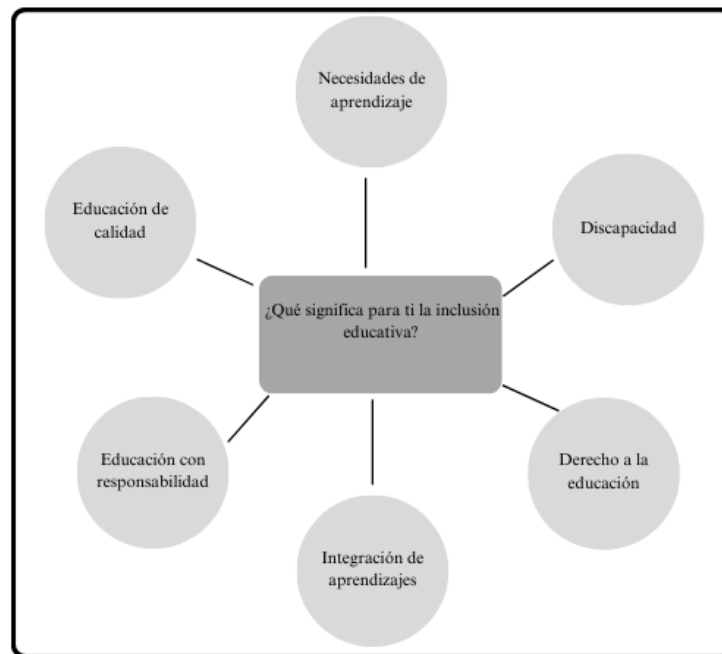 Necesidades de
aprendizaje
Educación de
calidad
Discapacidad
¿Qué significa para ti la inclusión
educativa?
Educación con
responsabilidad
Derecho a la
educación
Integración de
aprendizajes